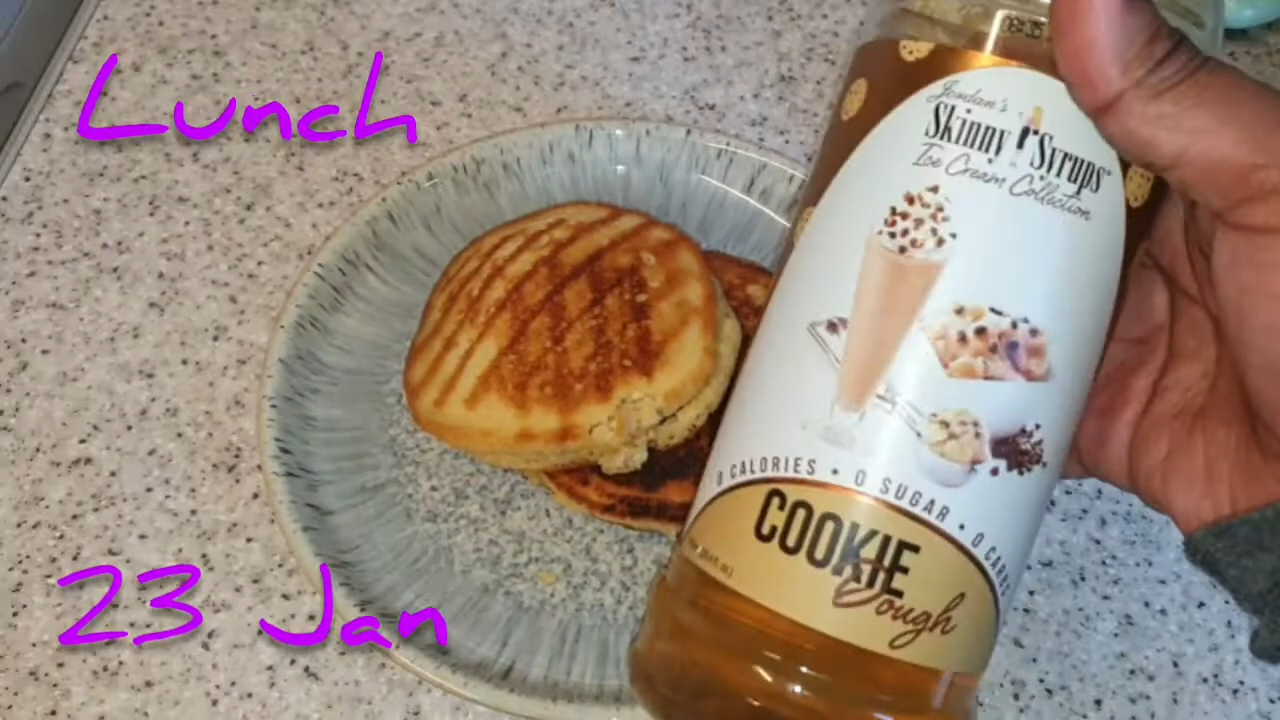 Lunch
Jordan's
Skinny Syrups
Ice Cream Collection
0 CALORIES • 0 SUGAR • 0 CARBS
COOKIE
Dough
23 Jan